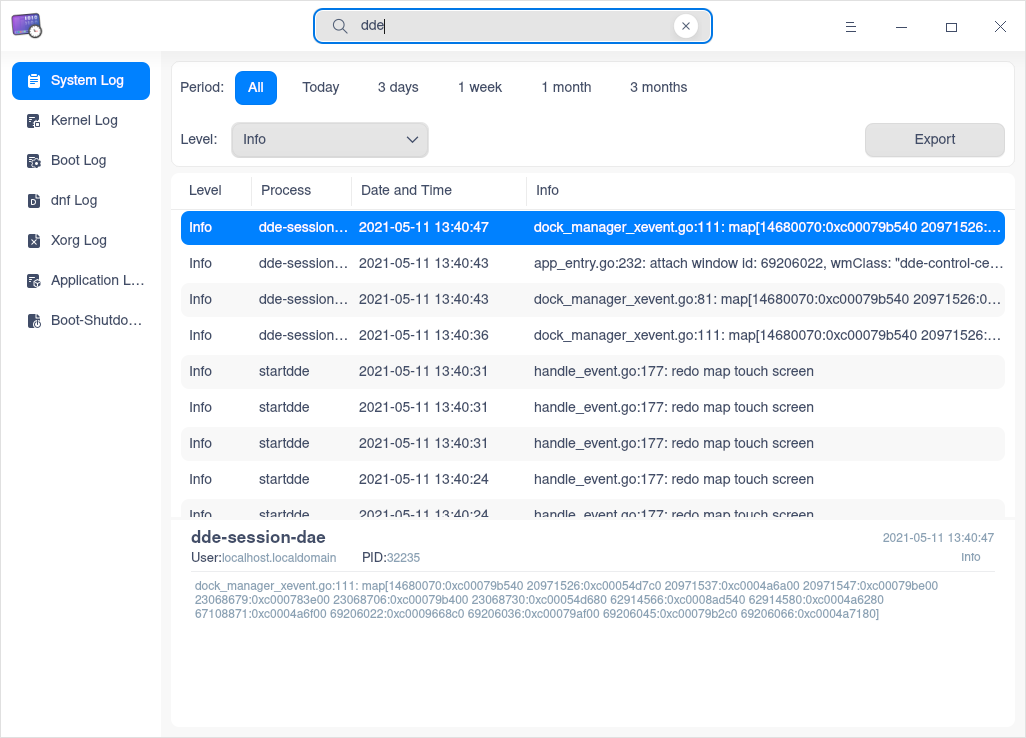 dde
System Log
Kernel Log
Boot Log
dnf Log
Xorg Log
Application L...
Boot-Shutdo...
Period: All Today 3 days 1 week 1 month 3 months
Level: Info Export
Level Process Date and Time Info
Info dde-session... 2021-05-11 13:40:47 dock_manager_xevent.go:111: map[14680070:0xc00079b540 20971526:...
Info dde-session... 2021-05-11 13:40:43 app_entry.go:232: attach window id: 69206022, wmClass: "dde-control-ce...
Info dde-session... 2021-05-11 13:40:43 dock_manager_xevent.go:81: map[14680070:0xc00079b540 20971526:0...
Info dde-session... 2021-05-11 13:40:36 dock_manager_xevent.go:111: map[14680070:0xc00079b540 20971526:...
Info startdde 2021-05-11 13:40:31 handle_event.go:177: redo map touch screen
Info startdde 2021-05-11 13:40:31 handle_event.go:177: redo map touch screen
Info startdde 2021-05-11 13:40:31 handle_event.go:177: redo map touch screen
Info startdde 2021-05-11 13:40:24 handle_event.go:177: redo map touch screen
Info startdde 2021-05-11 13:40:24 handle_event.go:177: redo map touch screen
dde-session-dae 2021-05-11 13:40:47
User:localhost.localdomain PID:32235 Info
dock_manager_xevent.go:111: map[14680070:0xc00079b540 20971526:0xc00054d7c0 20971537:0xc0004a6a00 20971547:0xc00079be00
23068679:0xc000783e00 23068706:0xc00079b400 23068730:0xc00054d680 62914566:0xc0008ad540 62914580:0xc0004a6280
67108871:0xc0004a6f00 69206022:0xc0009668c0 69206036:0xc00079af00 69206045:0xc00079b2c0 69206066:0xc0004a7180]